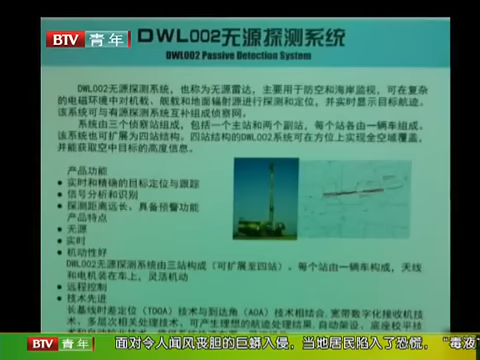 BTV 青年
DWL002无源探测系统
DWL002 Passive Detection System
DWL002无源探测系统，也称为无源雷达，主要用于防空和海岸监视，可在复杂
的电磁环境中对机载、舰载和地面辐射源进行探测和定位，并实时显示目标航迹。
该系统可与有源探测系统互补组成侦察网。
系统由三个侦察站组成，包括一个主站和两个副站，每个站各由一辆车组成。
该系统也可扩展为四站结构。四站结构的DWL002系统可在方位上实现全空域覆盖，
并能获取空中目标的高度信息。
产品功能
● 实时和精确的目标定位与跟踪
● 信号分析和识别
● 探测距离远长、具备预警功能
产品特点
● 无源
● 实时
● 机动性好
DWL002无源探测系统由三站构成（可扩展至四站）。每个站由一辆车构成，天线
和电机装在车上，灵活机动
● 远程控制
● 技术先进
长基线时差定位（TDOA）技术与到达角（AOA）技术相结合，宽带数字化接收机技
术、多层次相关处理技术，可产生理想的航迹处理结果，自动架设、底座校平技
BTV 青年
面对令人闻风丧胆的巨蟒入侵，当地居民陷入了恐慌，“毒液